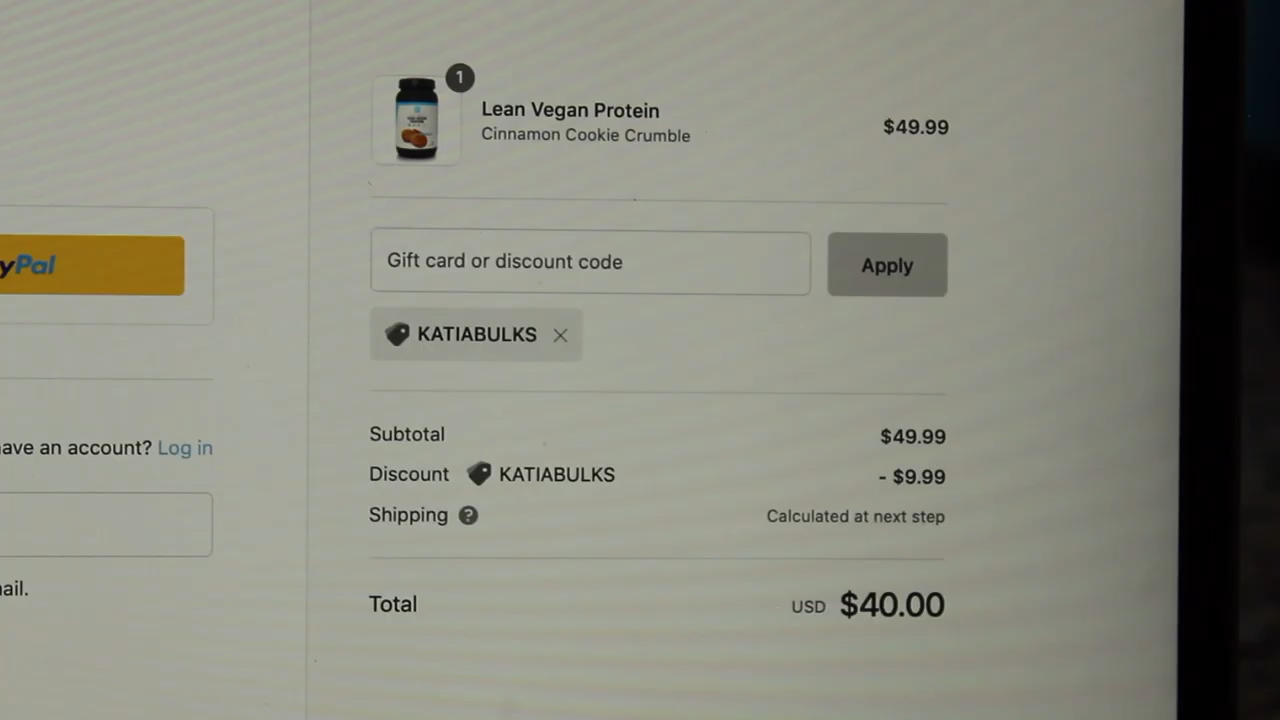 1
Lean Vegan Protein
Cinnamon Cookie Crumble
$49.99
Gift card or discount code
Apply
yPal
KATIABULKS
ave an account? Log in
Subtotal
$49.99
Discount KATIABULKS
- $9.99
Shipping ?
Calculated at next step
ail.
Total
USD $40.00